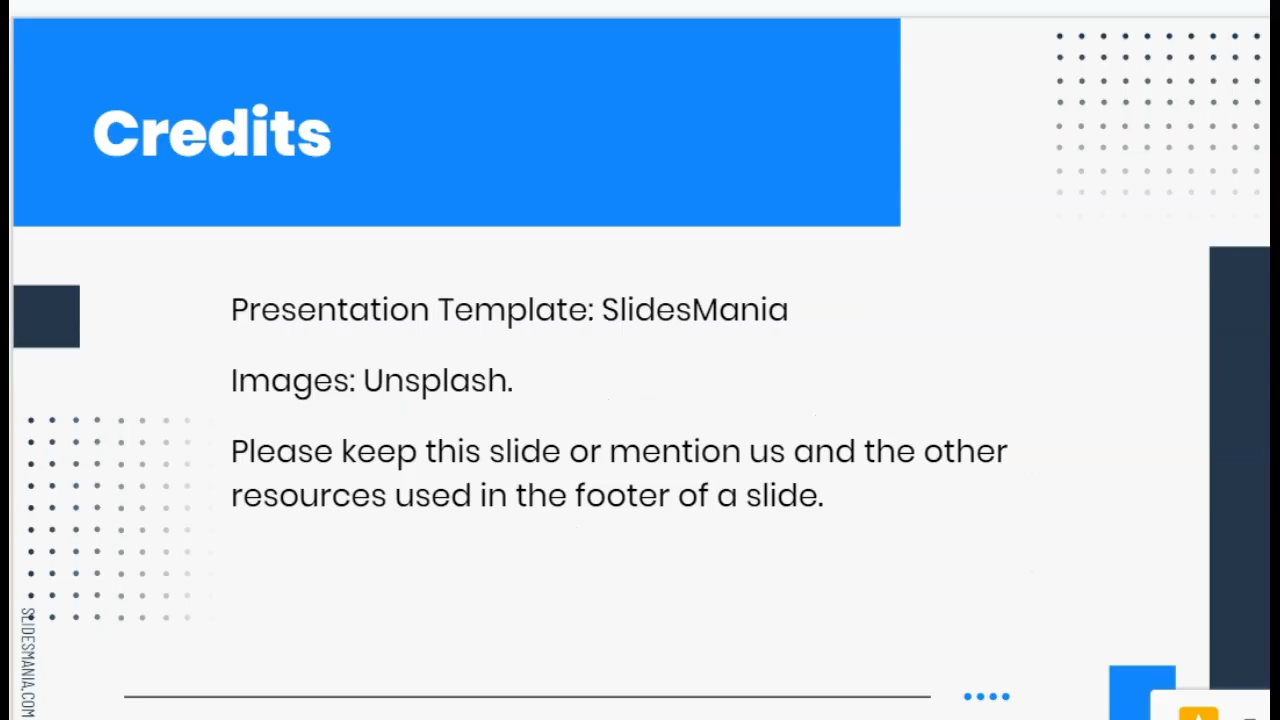 Credits
Presentation Template: SlidesMania
Images: Unsplash.
Please keep this slide or mention us and the other
resources used in the footer of a slide.
SLIDESMANIA.COM